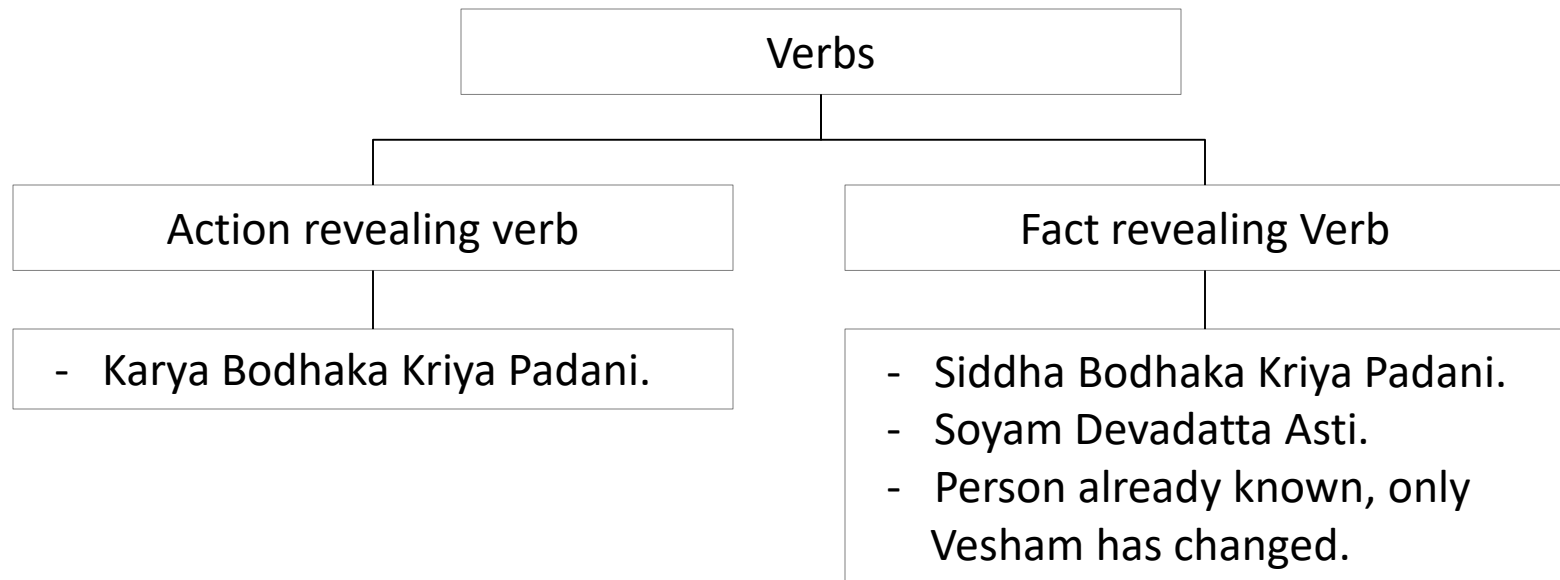 Verbs
Action revealing verb
Fact revealing Verb
- Karya Bodhaka Kriya Padani.
- Siddha Bodhaka Kriya Padani.
- Soyam Devadatta Asti.
- Person already known, only
Vesham has changed.